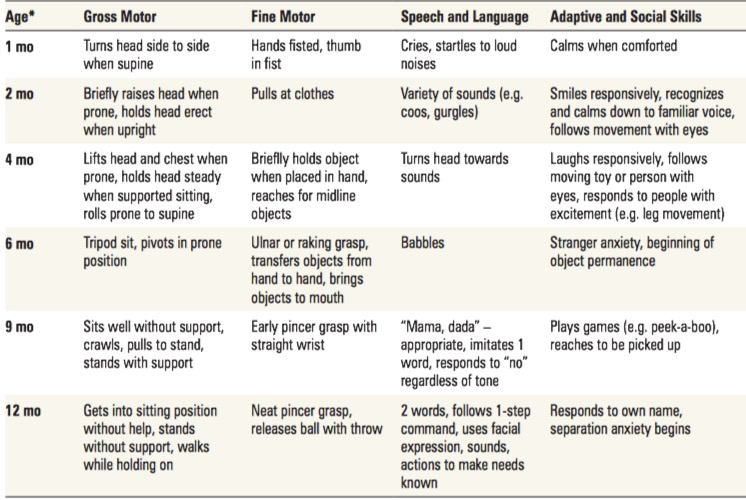 Age* Gross Motor Fine Motor Speech and Language Adaptive and Social Skills
1 mo Turns head side to side Hands fisted, thumb Cries, startles to loud Calms when comforted
when supine in fist noises
2 mo Briefly raises head when Pulls at clothes Variety of sounds (e.g. Smiles responsively, recognizes
prone, holds head erect coos, gurgles) and calms down to familiar voice,
when upright follows movement with eyes
4 mo Lifts head and chest when Brieflly holds object Turns head towards Laughs responsively, follows
prone, holds head steady when placed in hand, sounds moving toy or person with
when supported sitting, reaches for midline eyes, responds to people with
rolls prone to supine objects excitement (e.g. leg movement)
6 mo Tripod sit, pivots in prone Ulnar or raking grasp, Babbles Stranger anxiety, beginning of
position transfers objects from object permanence
hand to hand, brings
objects to mouth
9 mo Sits well without support, Early pincer grasp with “Mama, dada” – Plays games (e.g. peek-a-boo),
crawls, pulls to stand, straight wrist appropriate, imitates 1 reaches to be picked up
stands with support word, responds to “no”
regardless of tone
12 mo Gets into sitting position Neat pincer grasp, 2 words, follows 1-step Responds to own name,
without help, stands releases ball with throw command, uses facial separation anxiety begins
without support, walks expression, sounds,
while holding on actions to make needs
known